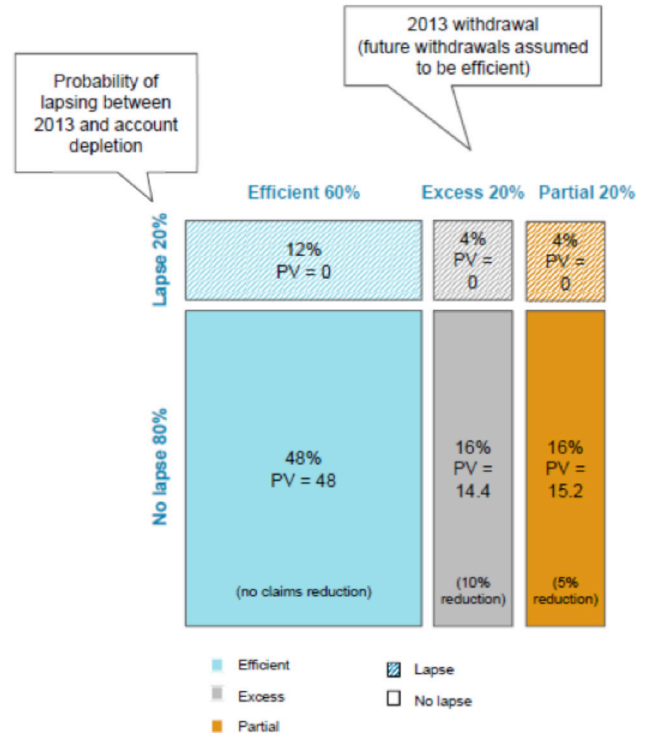 2013 withdrawal
(future withdrawals assumed
to be efficient)
Probability of
lapsing between
2013 and account
depletion
Efficient 60%
Excess 20%
Partial 20%
Lapse 20%
12%
PV = 0
4%
PV =
0
4%
PV =
0
No lapse 80%
48%
PV = 48
(no claims reduction)
16%
PV =
14.4
(10%
reduction)
16%
PV =
15.2
(5%
reduction)
Efficient
Excess
Partial
Lapse
No lapse